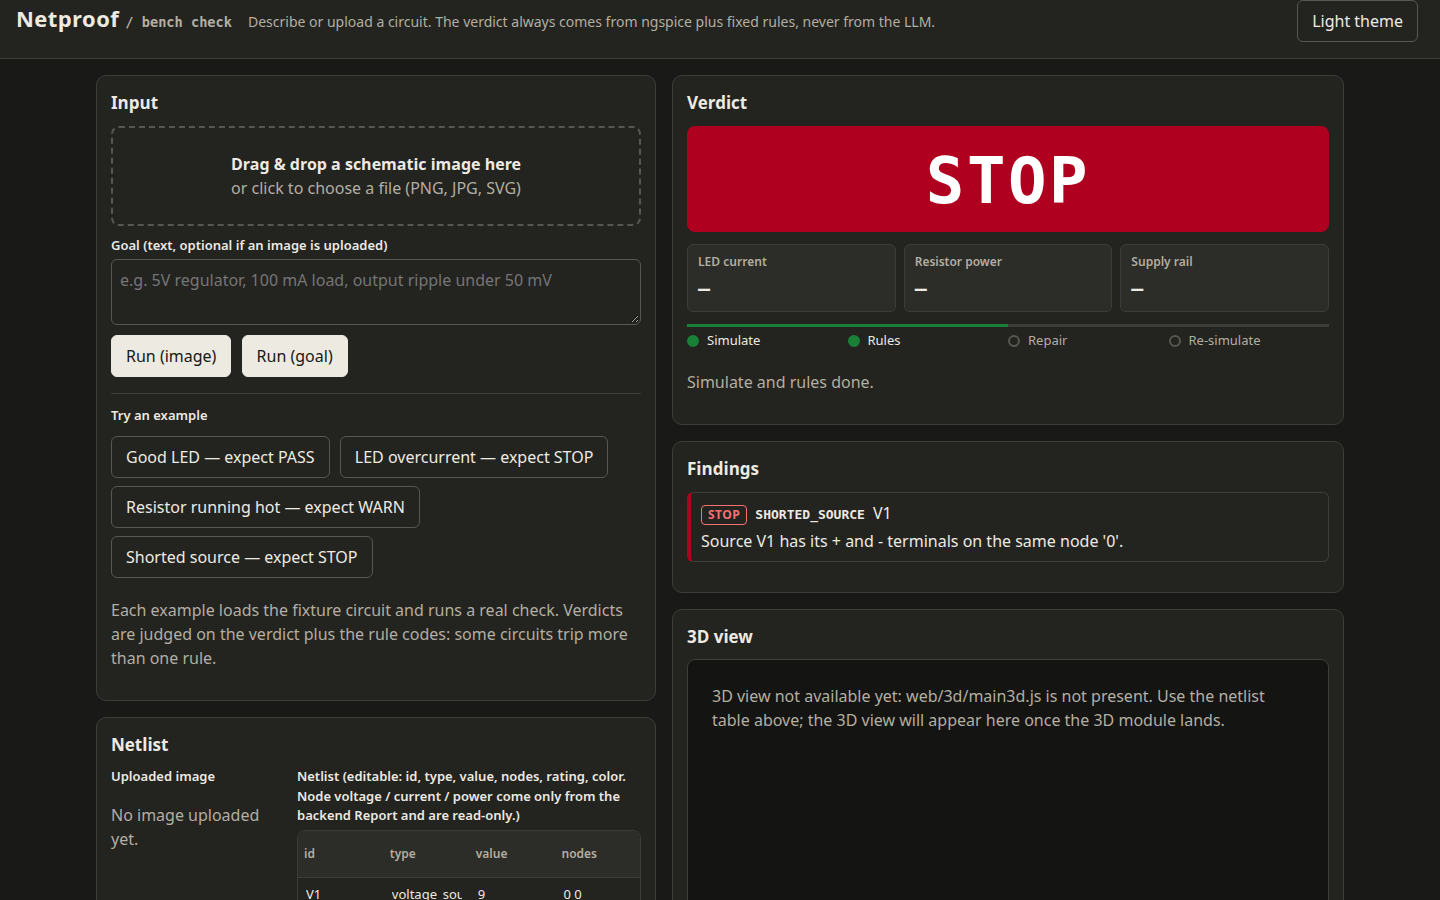 Netproof / bench check Describe or upload a circuit. The verdict always comes from ngspice plus fixed rules, never from the LLM.
Light theme
Input
Drag & drop a schematic image here
or click to choose a file (PNG, JPG, SVG)
Goal (text, optional if an image is uploaded)
e.g. 5V regulator, 100 mA load, output ripple under 50 mV
Run (image)
Run (goal)
Try an example
Good LED — expect PASS
LED overcurrent — expect STOP
Resistor running hot — expect WARN
Shorted source — expect STOP
Each example loads the fixture circuit and runs a real check. Verdicts
are judged on the verdict plus the rule codes: some circuits trip more
than one rule.
Netlist
Uploaded image
No image uploaded
yet.
Netlist (editable: id, type, value, nodes, rating, color.
Node voltage / current / power come only from the
backend Report and are read-only.)
id type value nodes
V1 voltage_sou 9 0 0
Verdict
STOP
LED current
–
Resistor power
–
Supply rail
–
Simulate
Rules
Repair
Re-simulate
Simulate and rules done.
Findings
STOP SHORTED_SOURCE V1
Source V1 has its + and - terminals on the same node '0'.
3D view
3D view not available yet: web/3d/main3d.js is not present. Use the netlist
table above; the 3D view will appear here once the 3D module lands.